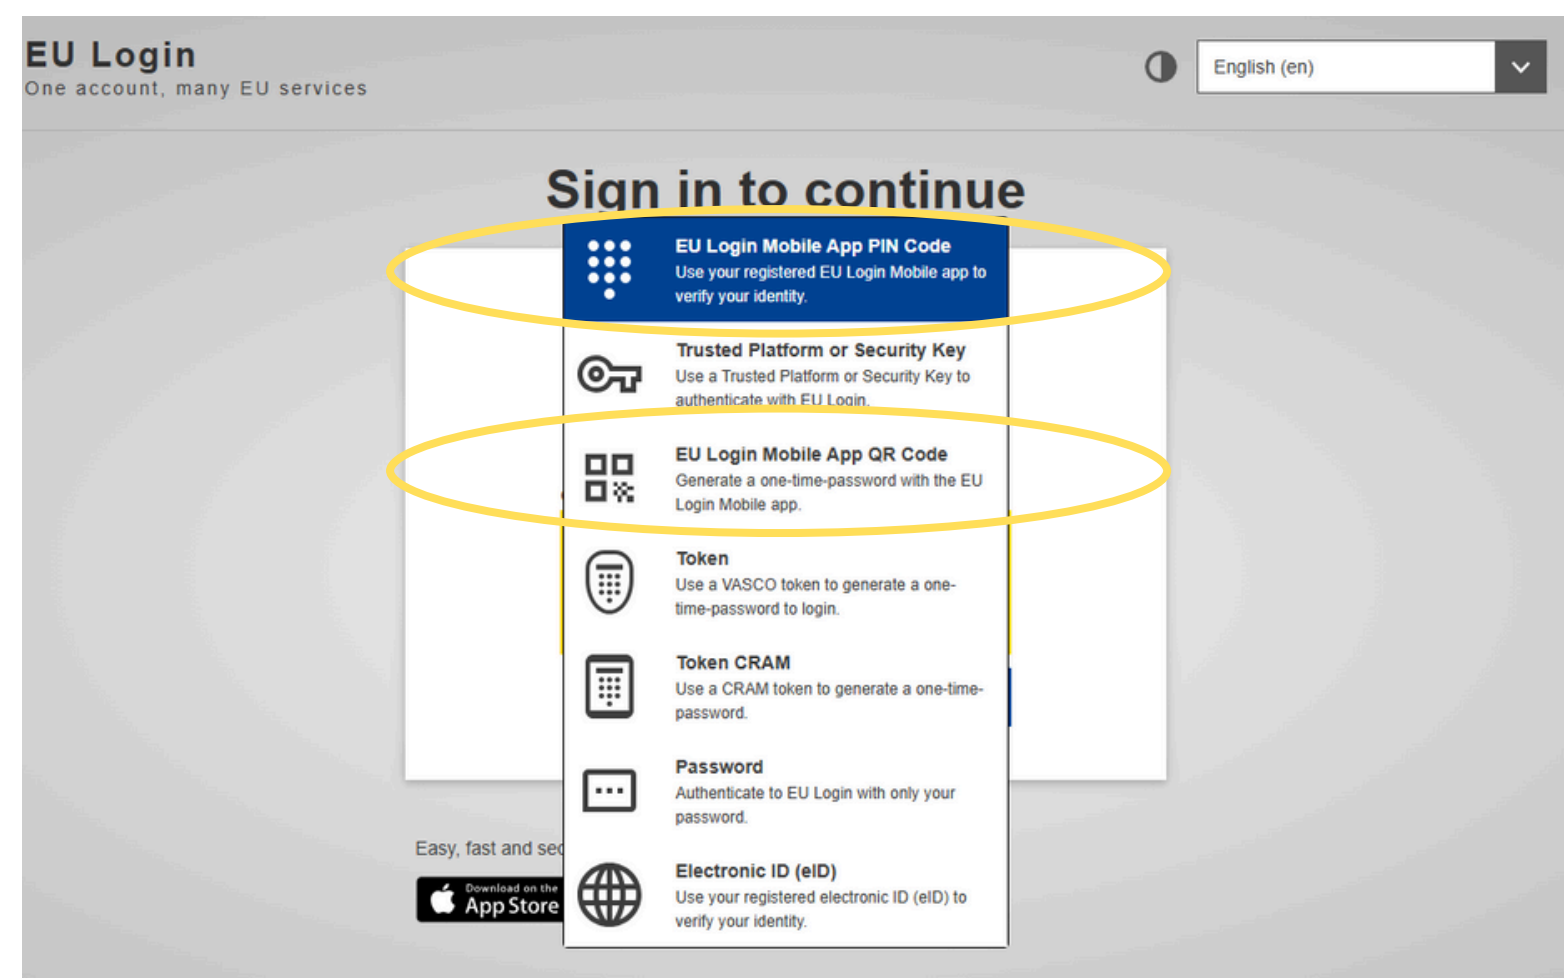 EU Login
One account, many EU services
English (en)
Sign in to continue
EU Login Mobile App PIN Code
Use your registered EU Login Mobile app to
verify your identity.
Trusted Platform or Security Key
Use a Trusted Platform or Security Key to
authenticate with EU Login.
EU Login Mobile App QR Code
Generate a one-time-password with the EU
Login Mobile app.
Token
Use a VASCO token to generate a one-
time-password to login.
Token CRAM
Use a CRAM token to generate a one-time-
password.
Password
Authenticate to EU Login with only your
password.
Electronic ID (eID)
Use your registered electronic ID (eID) to
verify your identity.
Easy, fast and
Download on the
App Store